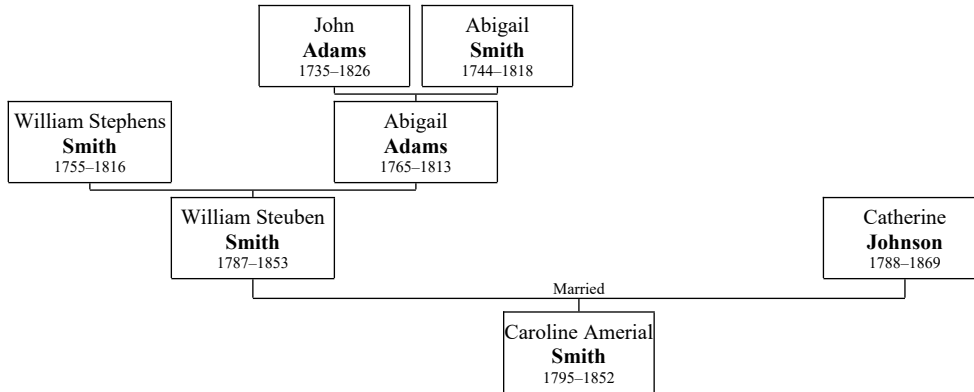 John
Adams
1735–1826
Abigail
Smith
1744–1818
William Stephens
Smith
1755–1816
Abigail
Adams
1765–1813
William Steuben
Smith
1787–1853
Catherine
Johnson
1788–1869
Married
Caroline Amerial
Smith
1795–1852